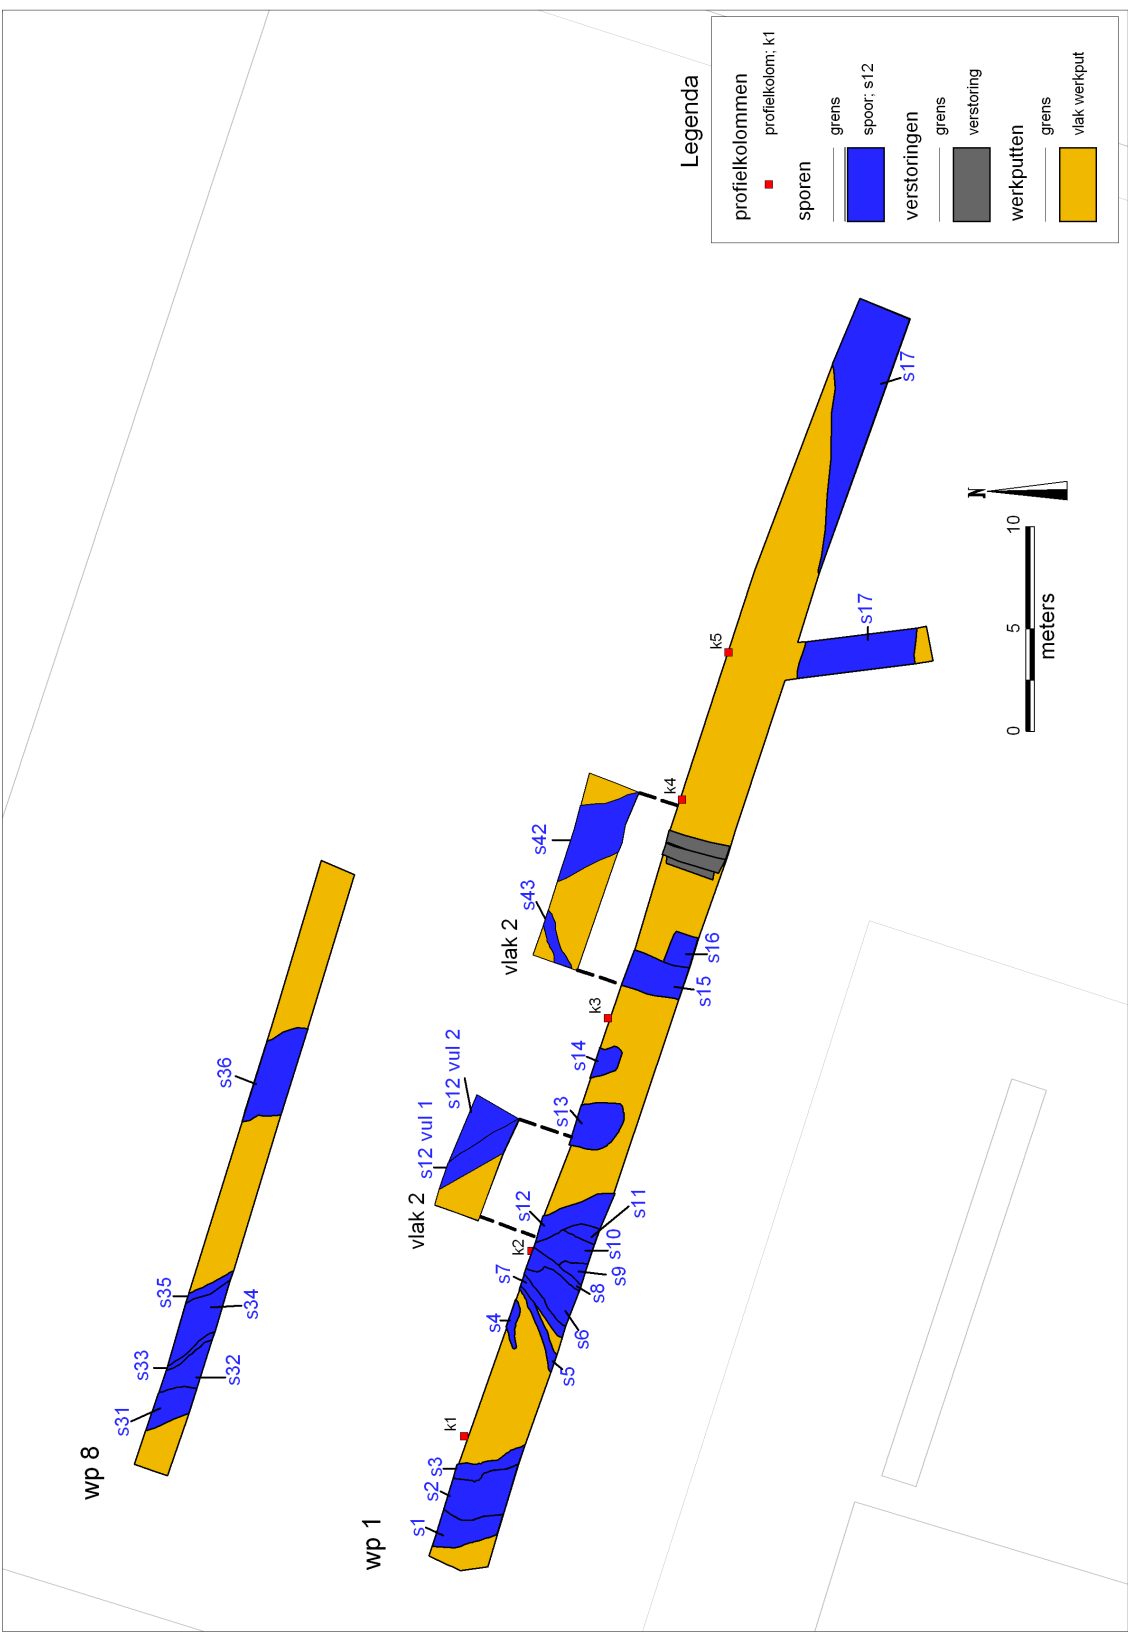 wp 8
s31
s33
s32
s35
s34
s36
wp 1
s1
s2
s3
k1
s4
s5
s7
s6
s8
s9
k2
s10
s11
s12
vlak 2
s12 vul 1
s12 vul 2
s13
s14
k3
s15
s16
vlak 2
s43
s42
k4
k5
s17
s17
N
0 5 10
meters
Legenda
profielkolommen
profielkolom; k1
sporen
grens
spoor; s12
verstoringen
grens
verstoring
werkputten
grens
vlak werkput